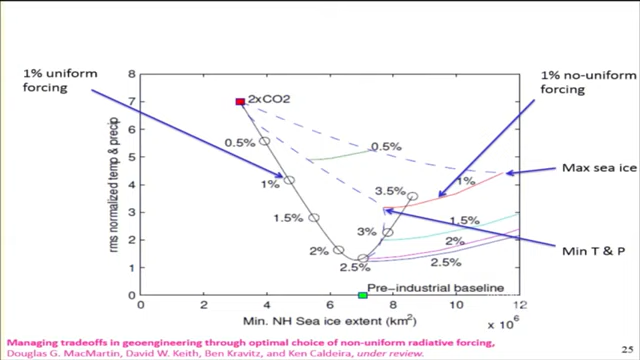 1% uniform
forcing
1% no-uniform
forcing
Max sea ice
Min T & P
rms normalized temp & precip
8
7
6
5
4
3
2
1
0
2xCO2
0.5%
1%
1.5%
2%
2.5%
3%
3.5%
0.5%
1%
1.5%
2%
2.5%
Pre-industrial baseline
0
2
4
6
8
10
12
Min. NH Sea ice extent (km²)
x 10⁶
Managing tradeoffs in geoengineering through optimal choice of non-uniform radiative forcing,
Douglas G. MacMartin, David W. Keith, Ben Kravitz, and Ken Caldeira, under review.
25